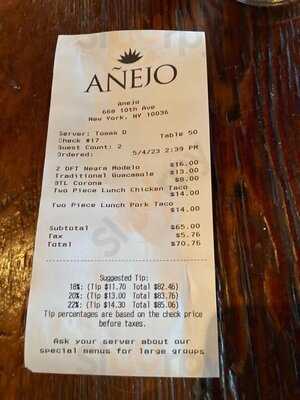 AÑEJO
Anejo
668 10th Ave
New York, NY 10036
Server: Tomas D Table 50
Check #17
Guest Count: 2
Ordered: 5/4/23 2:39 PM
2 DFT Negra Modelo $16.00
Traditional Guacamole $13.00
BTL Corona $8.00
Two Piece Lunch Chicken Taco
$14.00
Two Piece Lunch Pork Taco
$14.00
Subtotal $65.00
Tax $5.76
Total $70.76
Suggested Tip:
18%: (Tip $11.70 Total $82.46)
20%: (Tip $13.00 Total $83.76)
22%: (Tip $14.30 Total $85.06)
Tip percentages are based on the check price
before taxes.
Ask your server about our
special menus for large groups